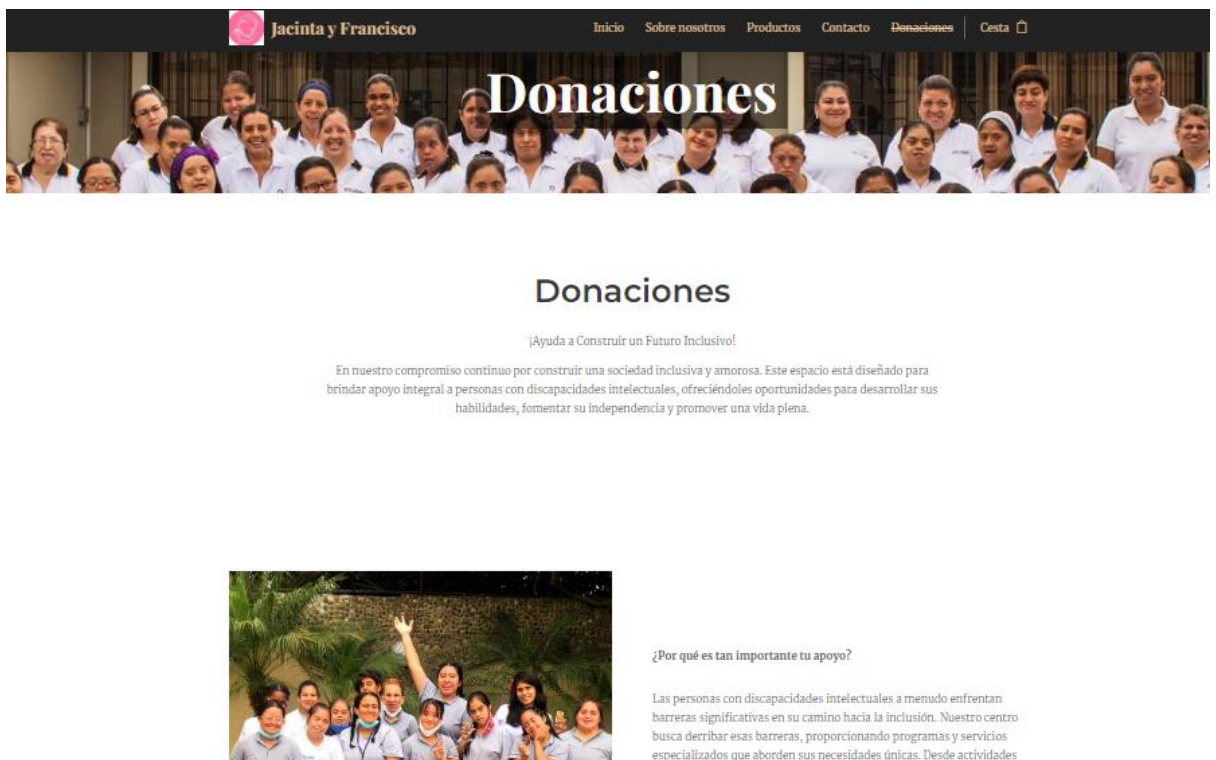 Jacinta y Francisco
Inicio Sobre nosotros Productos Contacto Donaciones Cesta
Donaciones
Donaciones
¡Ayuda a Construir un Futuro Inclusivo!
En nuestro compromiso continuo por construir una sociedad inclusiva y amorosa. Este espacio está diseñado para
brindar apoyo integral a personas con discapacidades intelectuales, ofreciéndoles oportunidades para desarrollar sus
habilidades, fomentar su independencia y promover una vida plena.
¿Por qué es tan importante tu apoyo?
Las personas con discapacidades intelectuales a menudo enfrentan
barreras significativas en su camino hacia la inclusión. Nuestro centro
busca derribar esas barreras, proporcionando programas y servicios
especializados que aborden sus necesidades únicas. Desde actividades